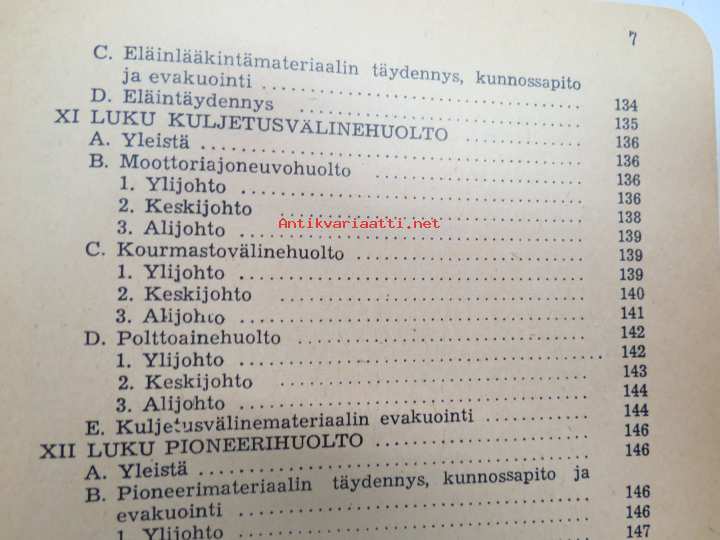 7
C. Eläinlääkintämateriaalin täydennys, kunnossapito
ja evakuointi .......................... 134
D. Eläintäydennys .......................... 135
XI LUKU KULJETUSVÄLINEHUOLTO .......... 136
A. Yleistä .......................... 136
B. Moottoriajoneuvohuolto .......................... 136
1. Ylijohto .......................... 136
2. Keskijohto .......................... 138
Antikvariaatti.net
3. Alijohto .......................... 139
C. Kourmastovälinehuolto .......................... 139
1. Ylijohto .......................... 139
2. Keskijohto .......................... 140
3. Alijohto .......................... 141
D. Polttoainehuolto .......................... 142
1. Ylijohto .......................... 142
2. Keskijohto .......................... 143
3. Alijohto .......................... 144
E. Kuljetusvälinemateriaalin evakuointi .......... 144
XII LUKU PIONEERIHUOLTO .......................... 146
A. Yleistä .......................... 146
B. Pioneerimateriaalin täydennys, kunnossapito ja
evakuointi .......................... 146
1. Ylijohto .......................... 146
147